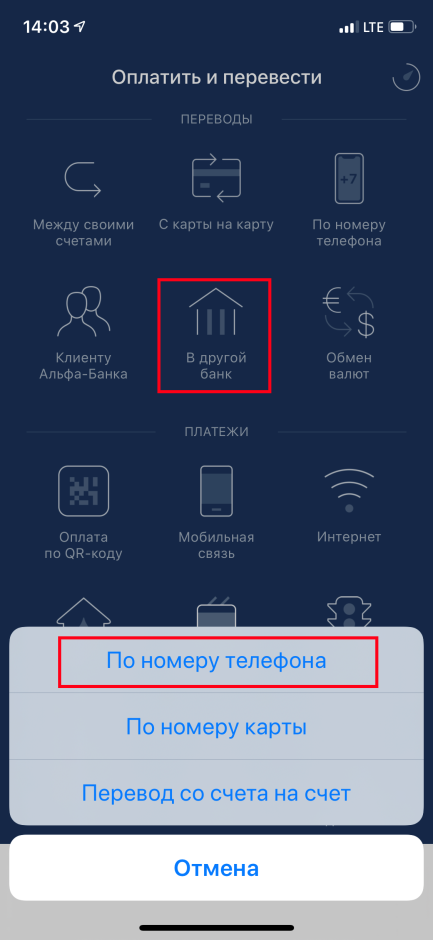 14:03
LTE
Оплатить и перевести
ПЕРЕВОДЫ
Между своими
счетами
С карты на карту
+7
По номеру
телефона
Клиенту
Альфа-Банка
В другой
банк
€
$
Обмен
валют
ПЛАТЕЖИ
Оплата
по QR-коду
Мобильная
связь
Интернет
По номеру телефона
По номеру карты
Перевод со счета на счет
Отмена